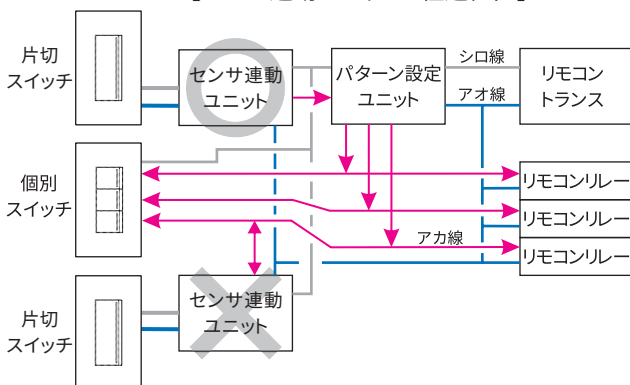 片切
スイッチ
センサ連動
ユニット
パターン設定
ユニット
シロ線
アオ線
リモコン
トランス
個別
スイッチ
リモコンリレー
リモコンリレー
アカ線
リモコンリレー
片切
スイッチ
センサ連動
ユニット